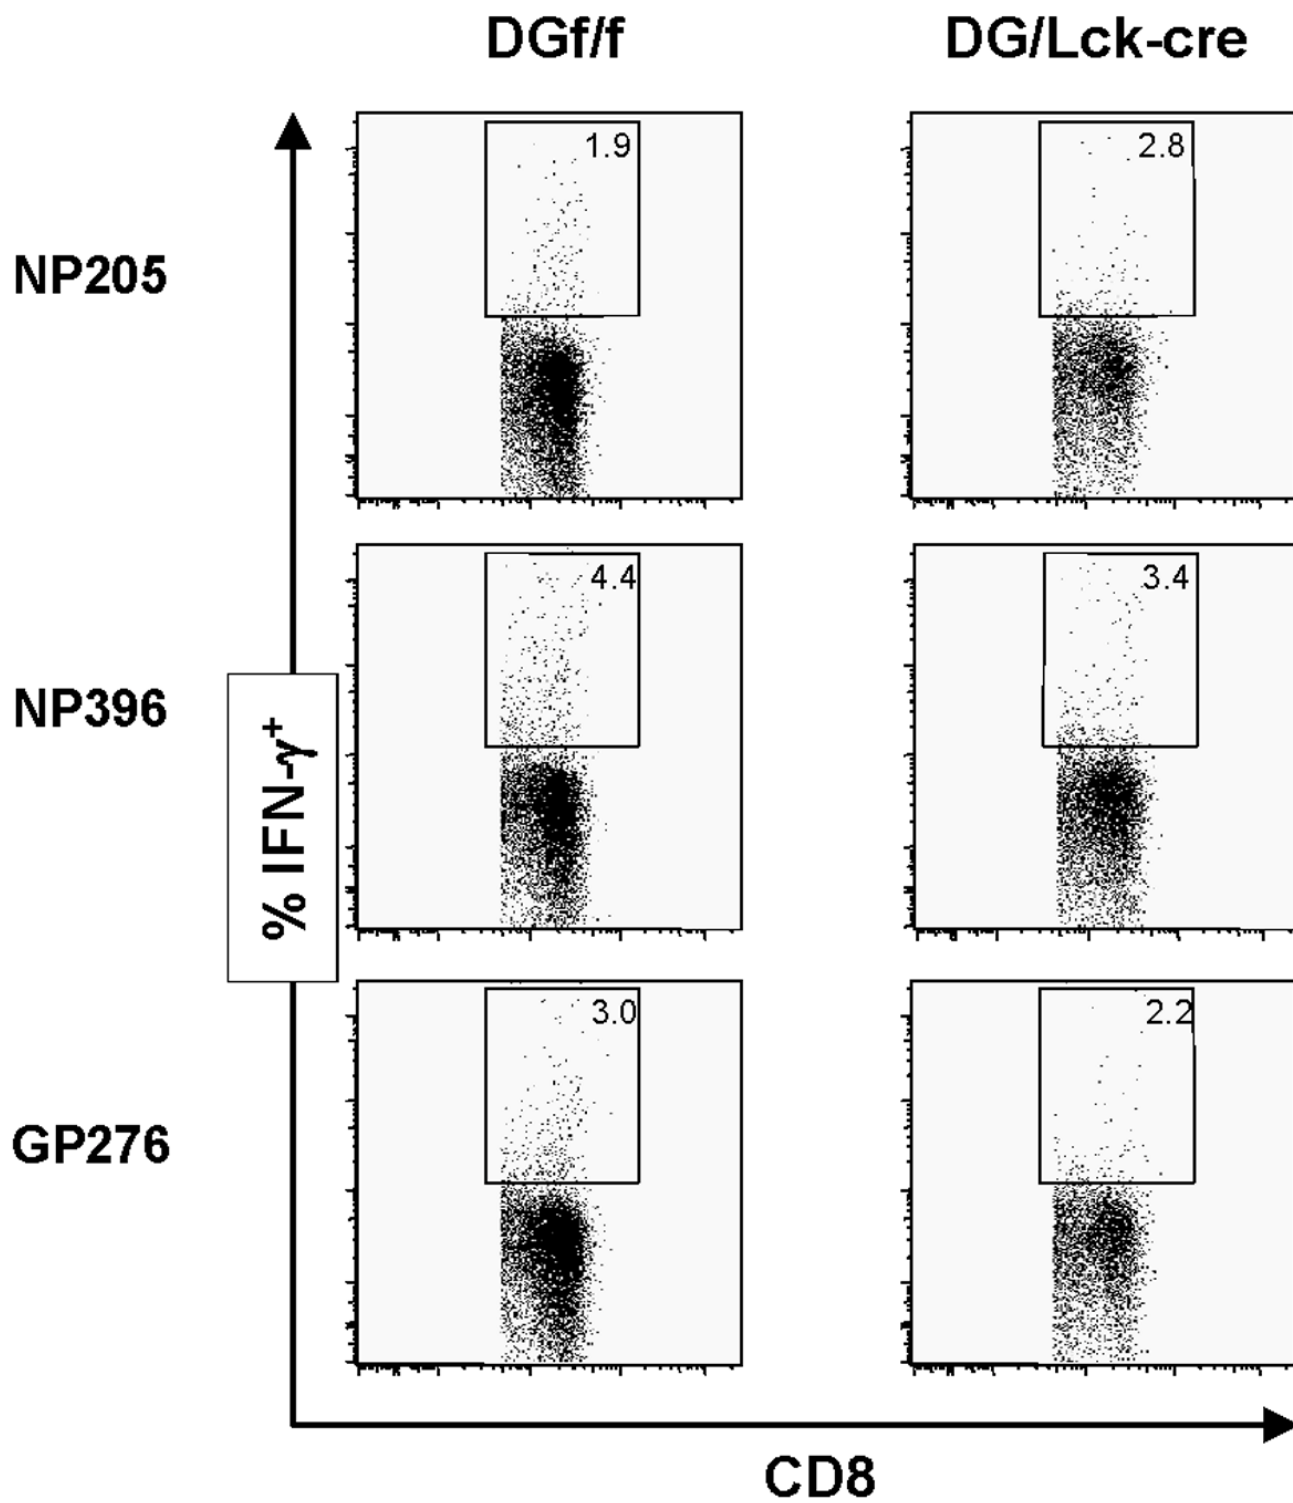 DGf/f DG/Lck-cre
NP205 1.9 2.8
NP396 4.4 3.4
% IFN-γ⁺
GP276 3.0 2.2
CD8